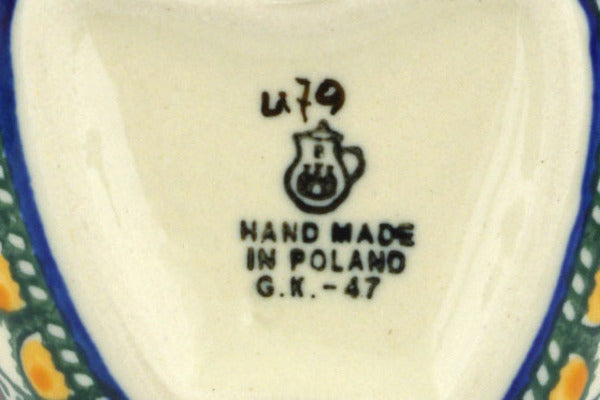 u79
P
HAND MADE
IN POLAND
G.K.-47